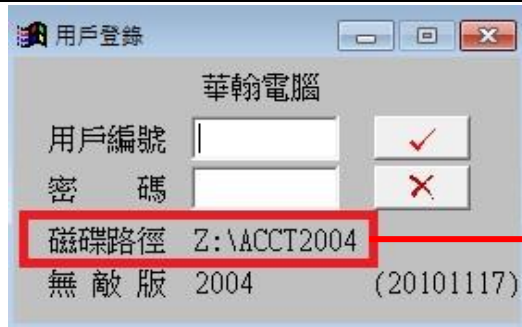 用戶登錄
華翰電腦
用戶編號
密 碼
磁碟路徑 Z:\ACCT2004
無敵版 2004 (20101117)